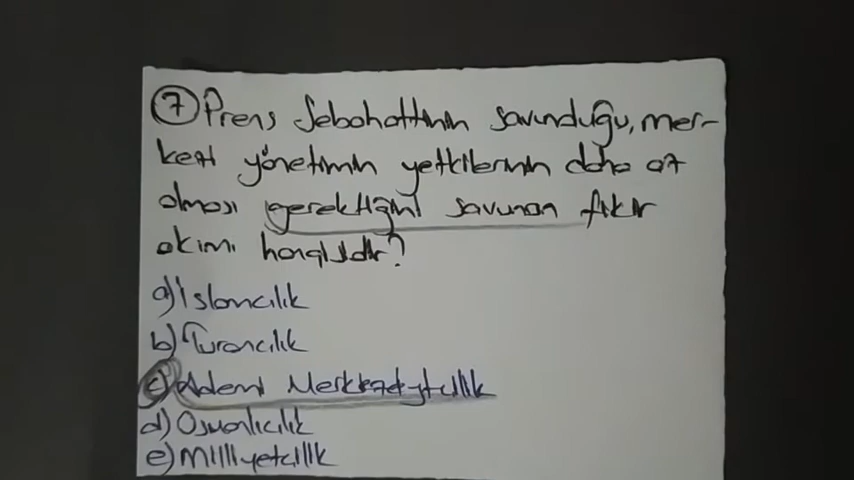 7 Prens Sebahattinin savunduğu, mer-
kezi yönetimin yetkilerinin daha az
olması gerektiğini savunan fikir
akımı hangisidir?
a) İslamcılık
b) Turancılık
c) Ademi Merkeziyetçilik
d) Osmanlıcılık
e) Milliyetçilik